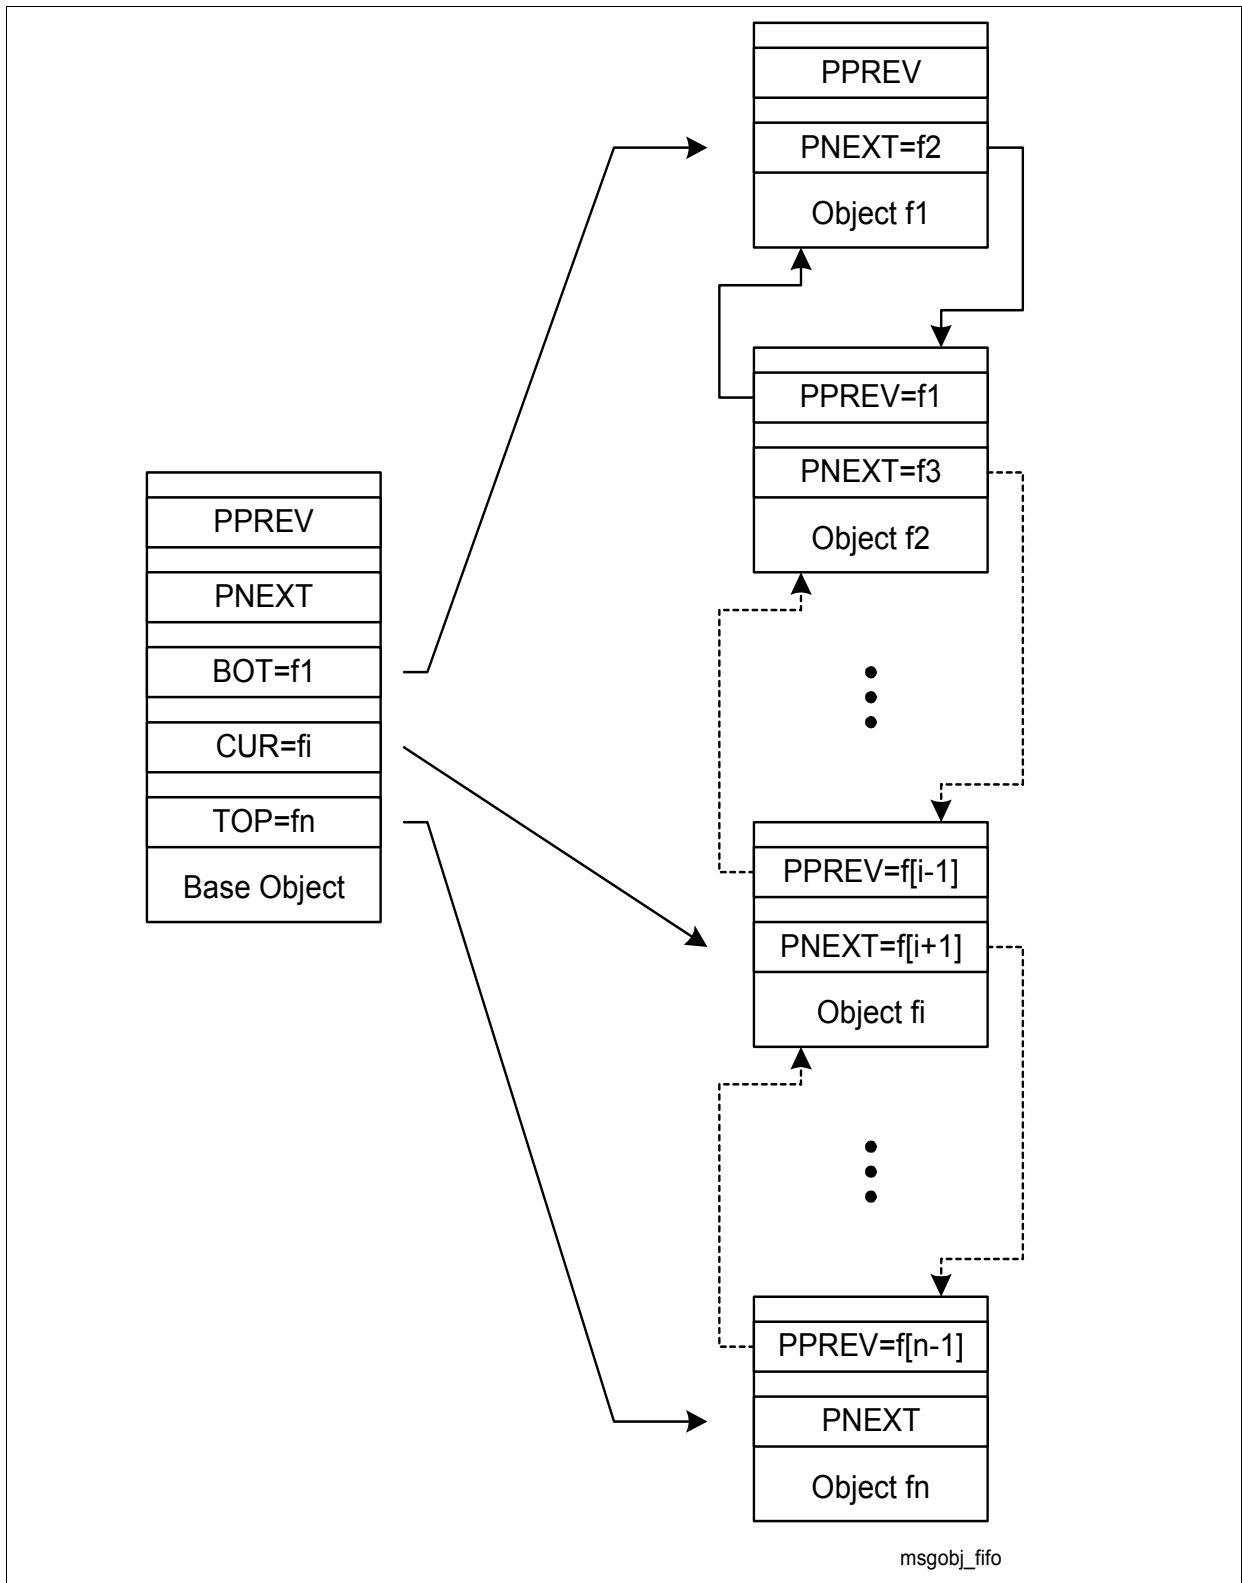 PPREV
PNEXT=f2
Object f1
PPREV=f1
PNEXT=f3
Object f2
PPREV
PNEXT
BOT=f1
CUR=fi
TOP=fn
Base Object
PPREV=f[i-1]
PNEXT=f[i+1]
Object fi
PPREV=f[n-1]
PNEXT
Object fn
msgobj_fifo